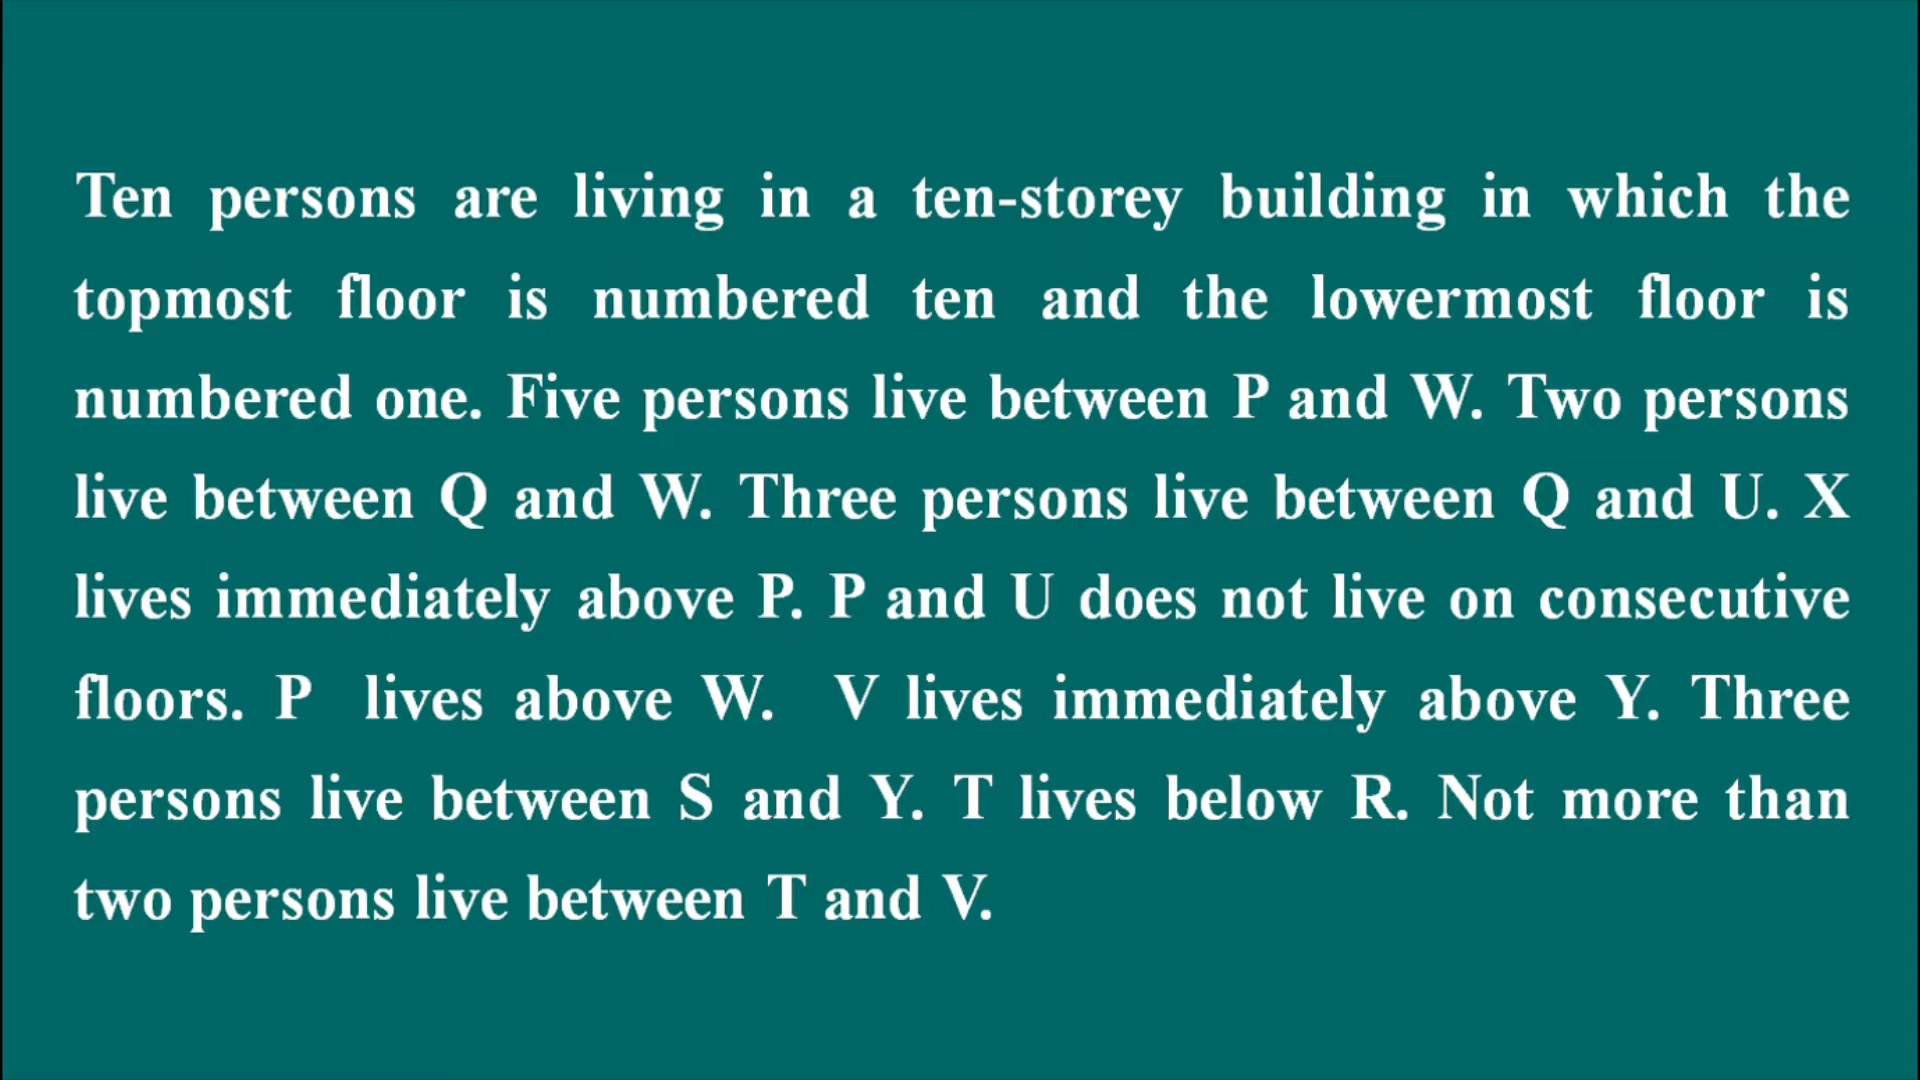 Ten persons are living in a ten-storey building in which the
topmost floor is numbered ten and the lowermost floor is
numbered one. Five persons live between P and W. Two persons
live between Q and W. Three persons live between Q and U. X
lives immediately above P. P and U does not live on consecutive
floors. P lives above W. V lives immediately above Y. Three
persons live between S and Y. T lives below R. Not more than
two persons live between T and V.